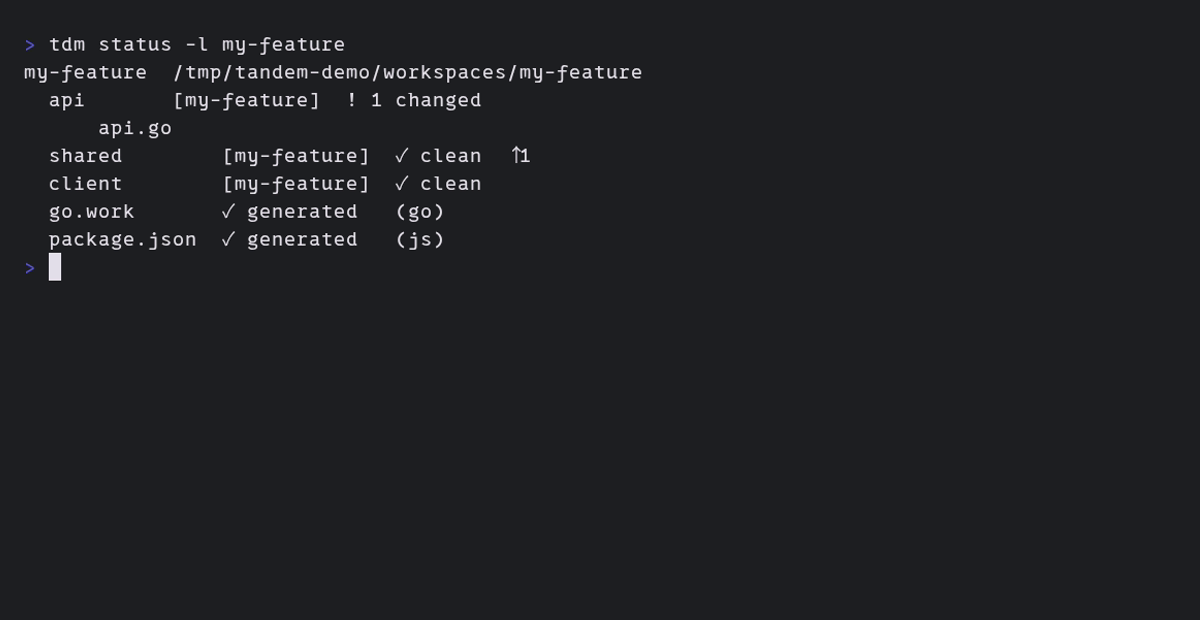 > tdm status -l my-feature
my-feature  /tmp/tandem-demo/workspaces/my-feature
  api       [my-feature]  ! 1 changed
      api.go
  shared        [my-feature]  ✓ clean  ↑1
  client        [my-feature]  ✓ clean
  go.work       ✓ generated   (go)
  package.json  ✓ generated   (js)
>